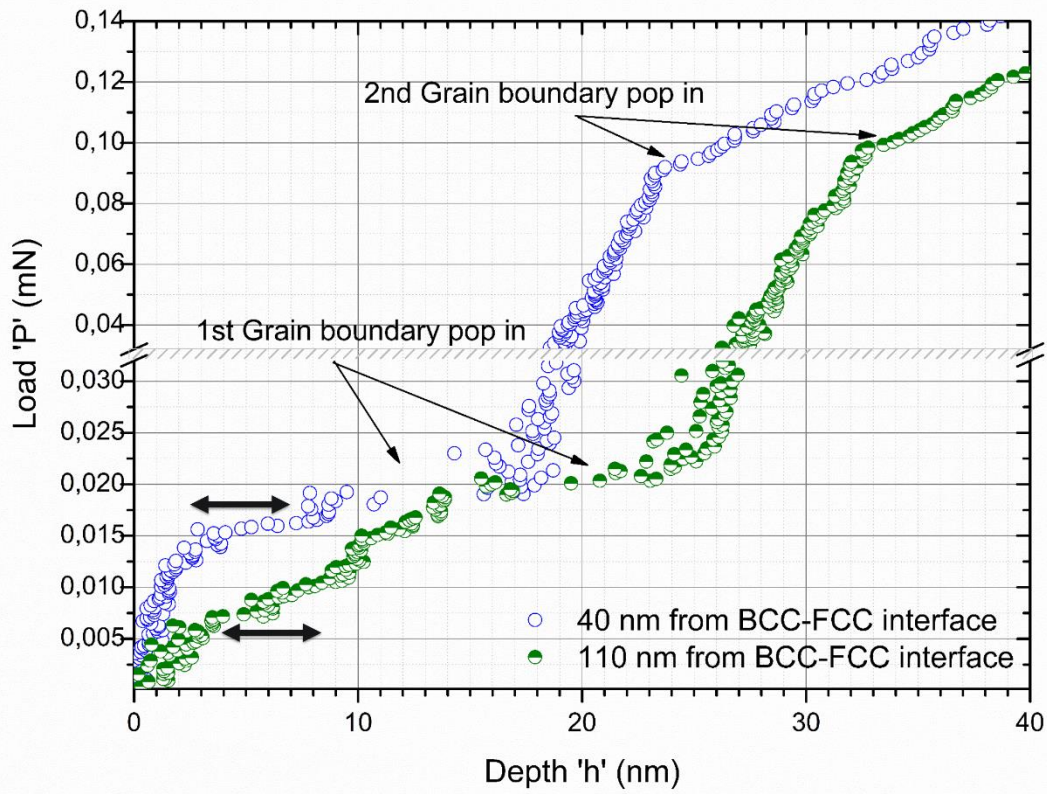 0,14
0,12
0,10
0,08
0,06
0,04
0,030
0,025
0,020
0,015
0,010
0,005
Load 'P' (mN)
2nd Grain boundary pop in
1st Grain boundary pop in
40 nm from BCC-FCC interface
110 nm from BCC-FCC interface
0 10 20 30 40
Depth 'h' (nm)